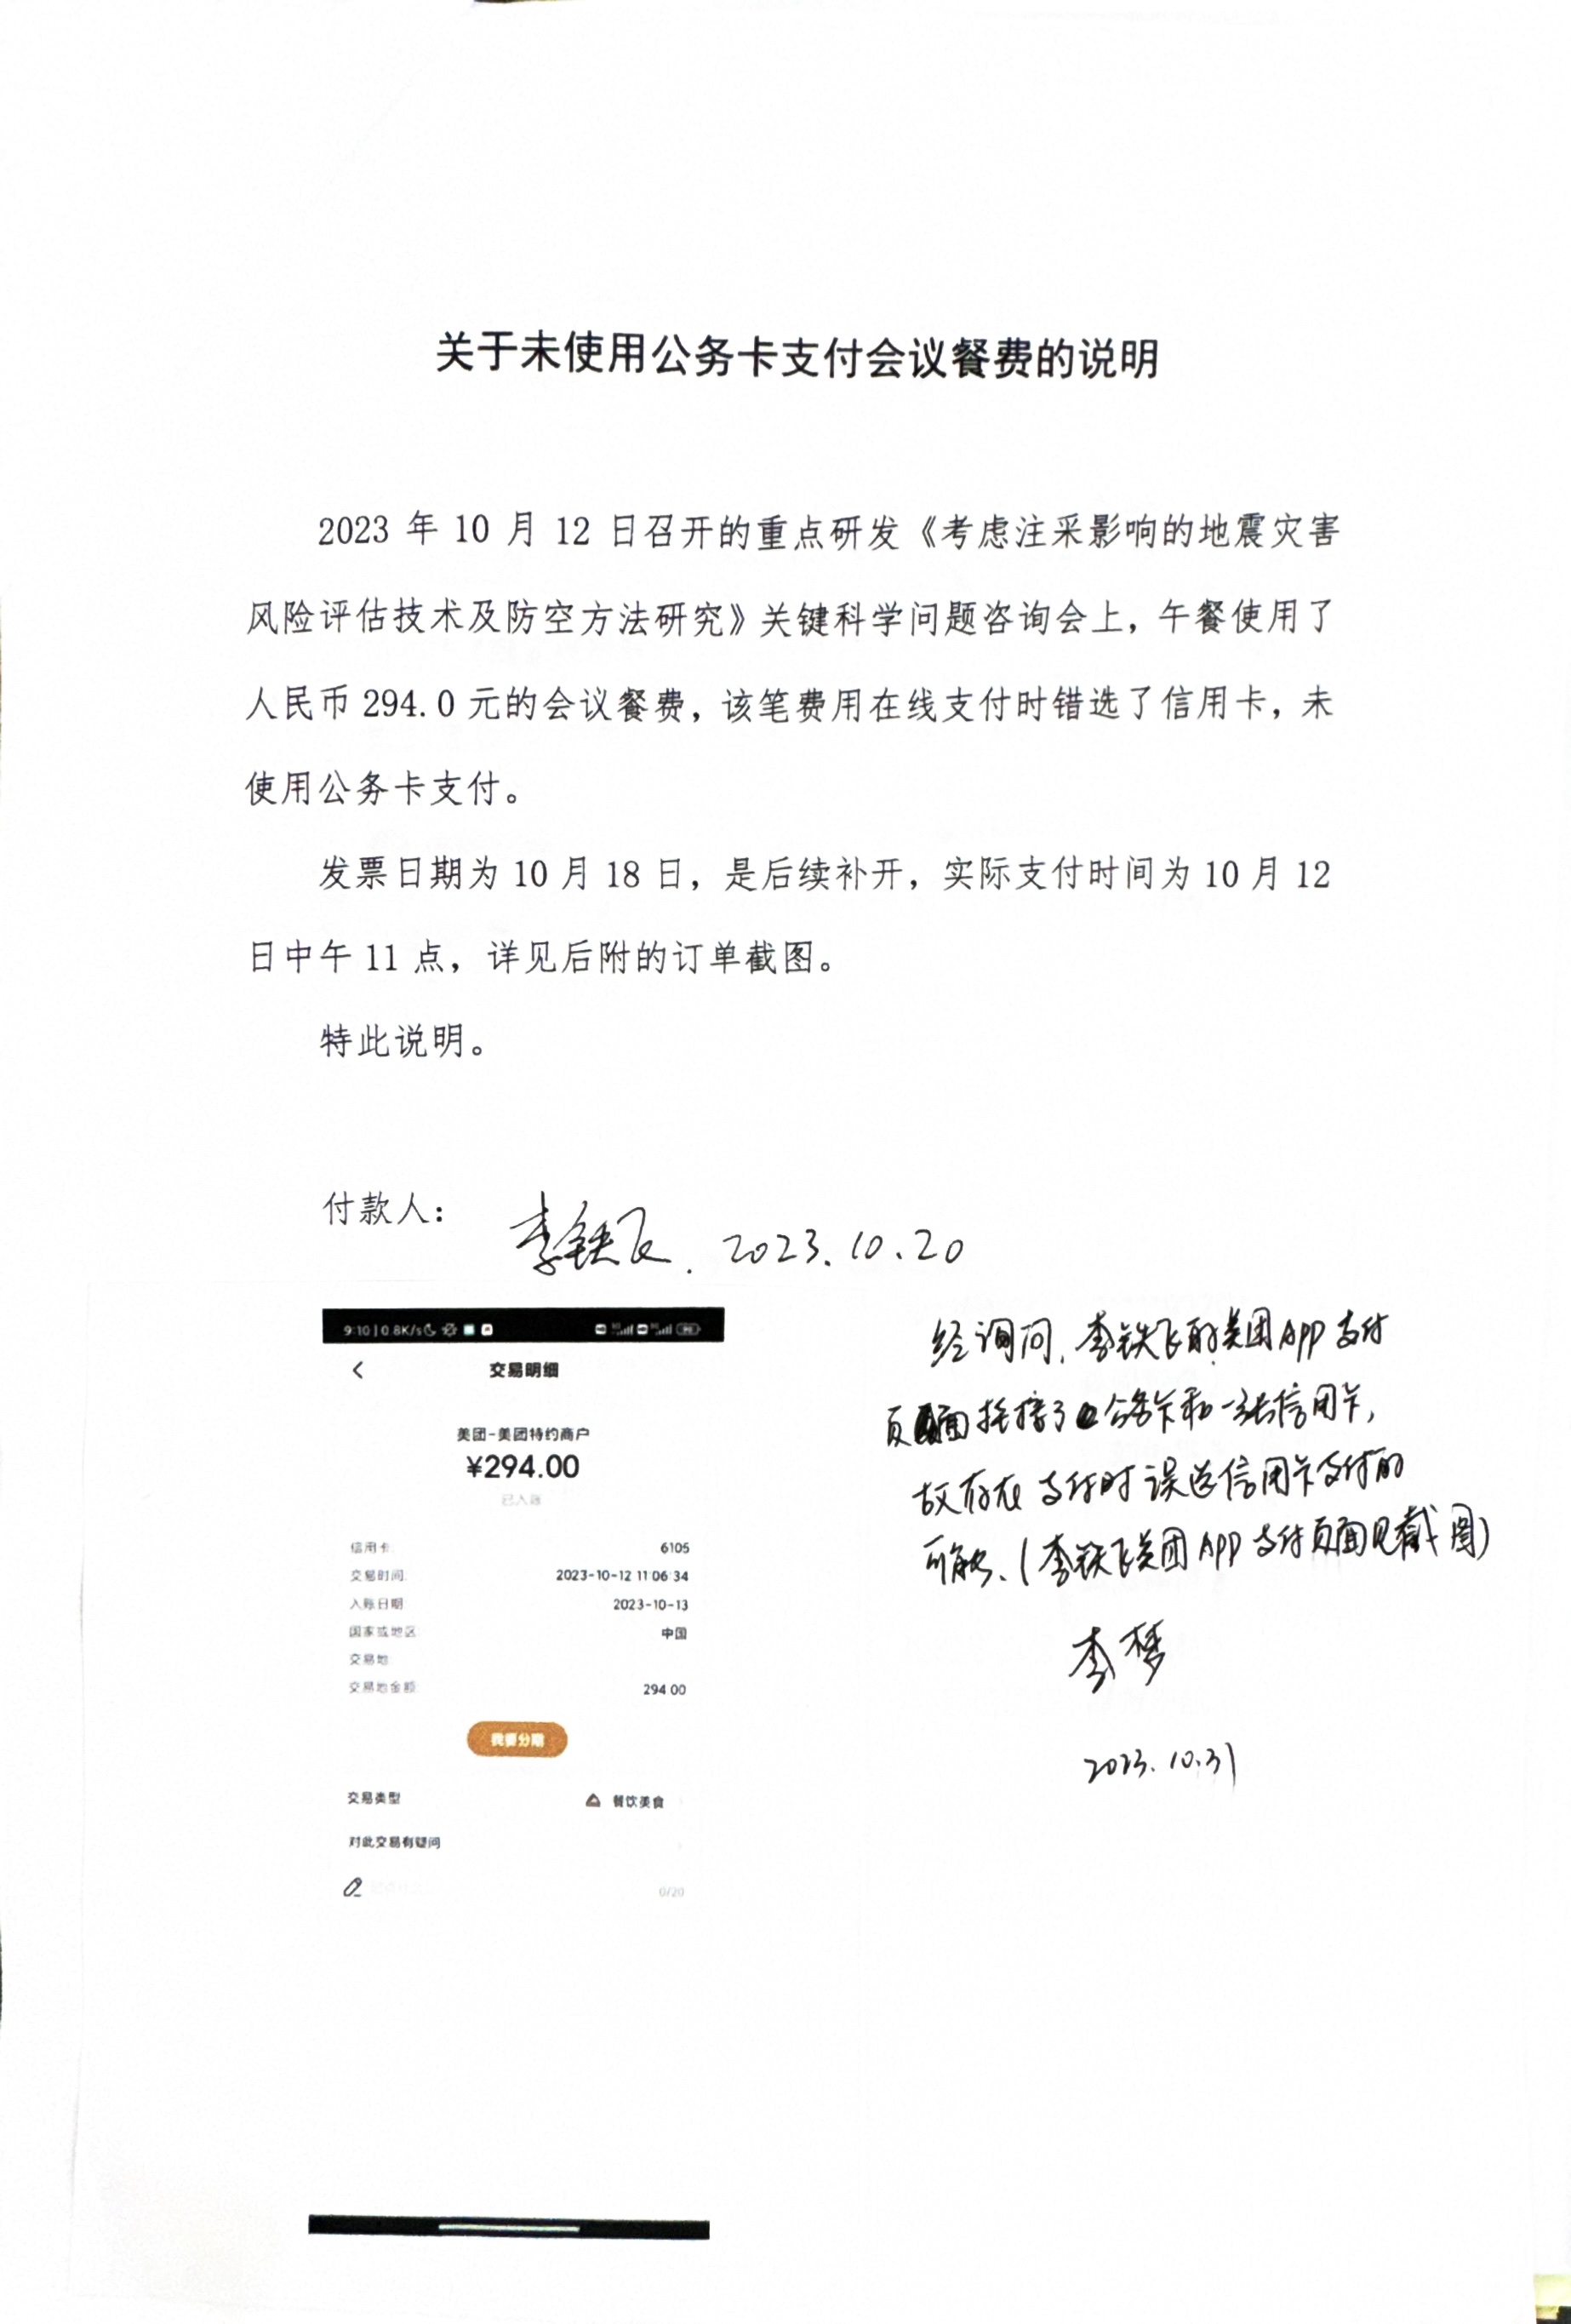 关于未使用公务卡支付会议餐费的说明
2023 年 10 月 12 日召开的重点研发《考虑注采影响的地震灾害
风险评估技术及防空方法研究》关键科学问题咨询会上，午餐使用了
人民币 294.0 元的会议餐费，该笔费用在线支付时错选了信用卡，未
使用公务卡支付。
发票日期为 10 月 18 日，是后续补开，实际支付时间为 10 月 12
日中午 11 点，详见后附的订单截图。
特此说明。
付款人：李铁飞. 2023.10.20
9:10 | 0.8K/s
交易明细
美团-美团特约商户
¥294.00
已入账
信用卡 6105
交易时间 2023-10-12 11:06:34
入账日期 2023-10-13
国家或地区 中国
交易地
交易地金额 294.00
我要分期
交易类型 餐饮美食
对此交易有疑问
0/20
经询问，李铁飞的美团APP支付
页面挂接了公务卡和一张信用卡，
故存在支付时误选信用卡支付的
可能、(李铁飞美团APP支付页面见截图)
李梦
2023.10.31